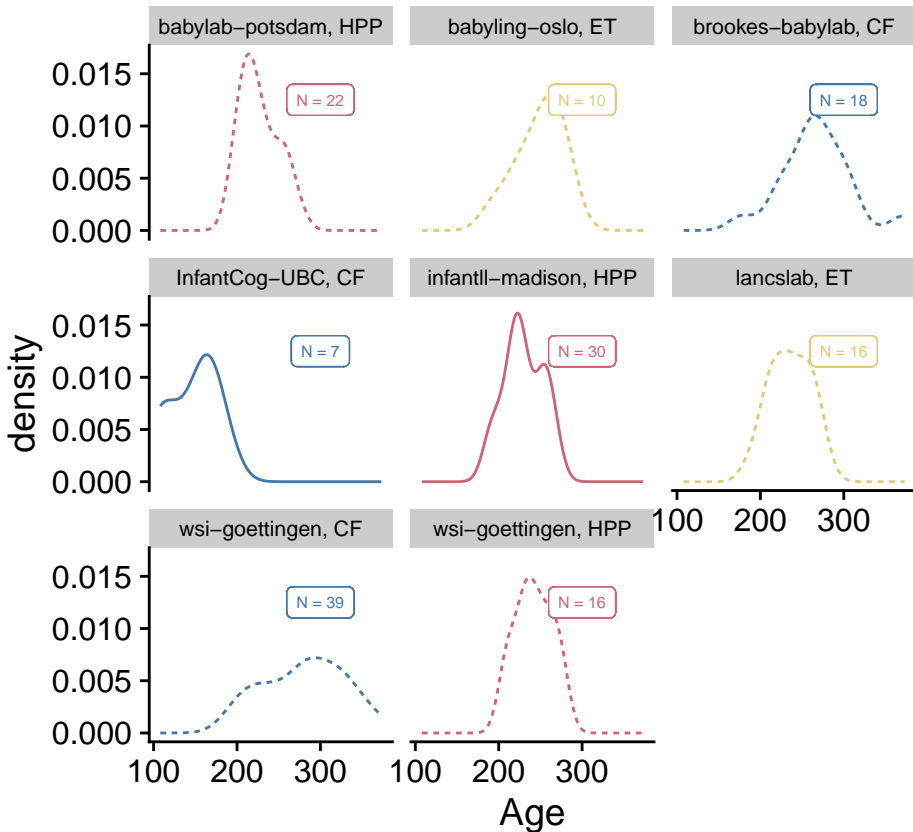 babylab−potsdam, HPP
babyling−oslo, ET
brookes−babylab, CF
0.015
0.010
0.005
0.000
N = 22
N = 10
N = 18
InfantCog−UBC, CF
infantll−madison, HPP
lancslab, ET
0.015
0.010
0.005
0.000
N = 7
N = 30
N = 16
100
200
300
wsi−goettingen, CF
wsi−goettingen, HPP
0.015
0.010
0.005
0.000
N = 39
N = 16
100
200
300
100
200
300
density
Age